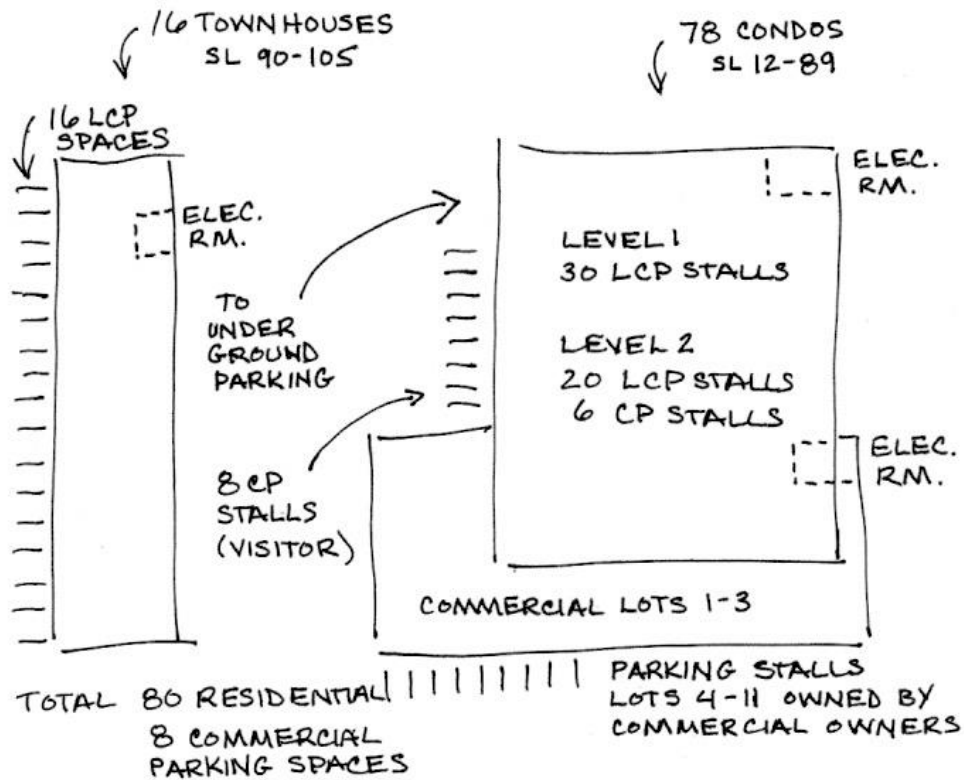 16 TOWNHOUSES
SL 90-105
78 CONDOS
SL 12-89
16 LCP
SPACES
ELEC.
RM.
ELEC.
RM.
LEVEL 1
30 LCP STALLS
TO
UNDER
GROUND
PARKING
LEVEL 2
20 LCP STALLS
6 CP STALLS
ELEC.
RM.
8 CP
STALLS
(VISITOR)
COMMERCIAL LOTS 1-3
TOTAL 80 RESIDENTIAL
8 COMMERCIAL
PARKING SPACES
PARKING STALLS
LOTS 4-11 OWNED BY
COMMERCIAL OWNERS